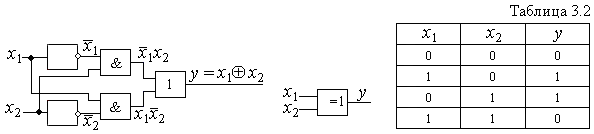 Таблица 3.2
x₁ x̄₁ & x̄₁x₂ 1 y = x₁⊕x₂
x₂ x̄₂ & x₁x̄₂
x₁ x₂ =1 y
x₁ x₂ y
0 0 0
1 0 1
0 1 1
1 1 0